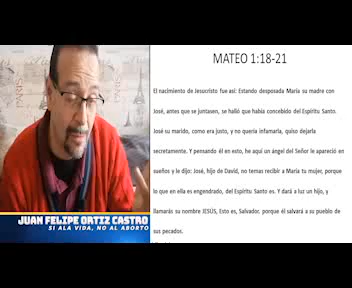 MATEO 1:18-21
El nacimiento de Jesucristo fue así: Estando desposada María su madre con
José, antes que se juntasen, se halló que había concebido del Espíritu Santo.
José su marido, como era justo, y no quería infamarla, quiso dejarla
secretamente. Y pensando él en esto, he aquí un ángel del Señor le apareció en
sueños y le dijo: José, hijo de David, no temas recibir a María tu mujer, porque
lo que en ella es engendrado, del Espíritu Santo es. Y dará a luz un hijo, y
llamarás su nombre JESÚS, Esto es, Salvador. porque él salvará a su pueblo de
sus pecados.
PARIS
JUAN FELIPE ORTIZ CASTRO
SI ALA VIDA, NO AL ABORTO